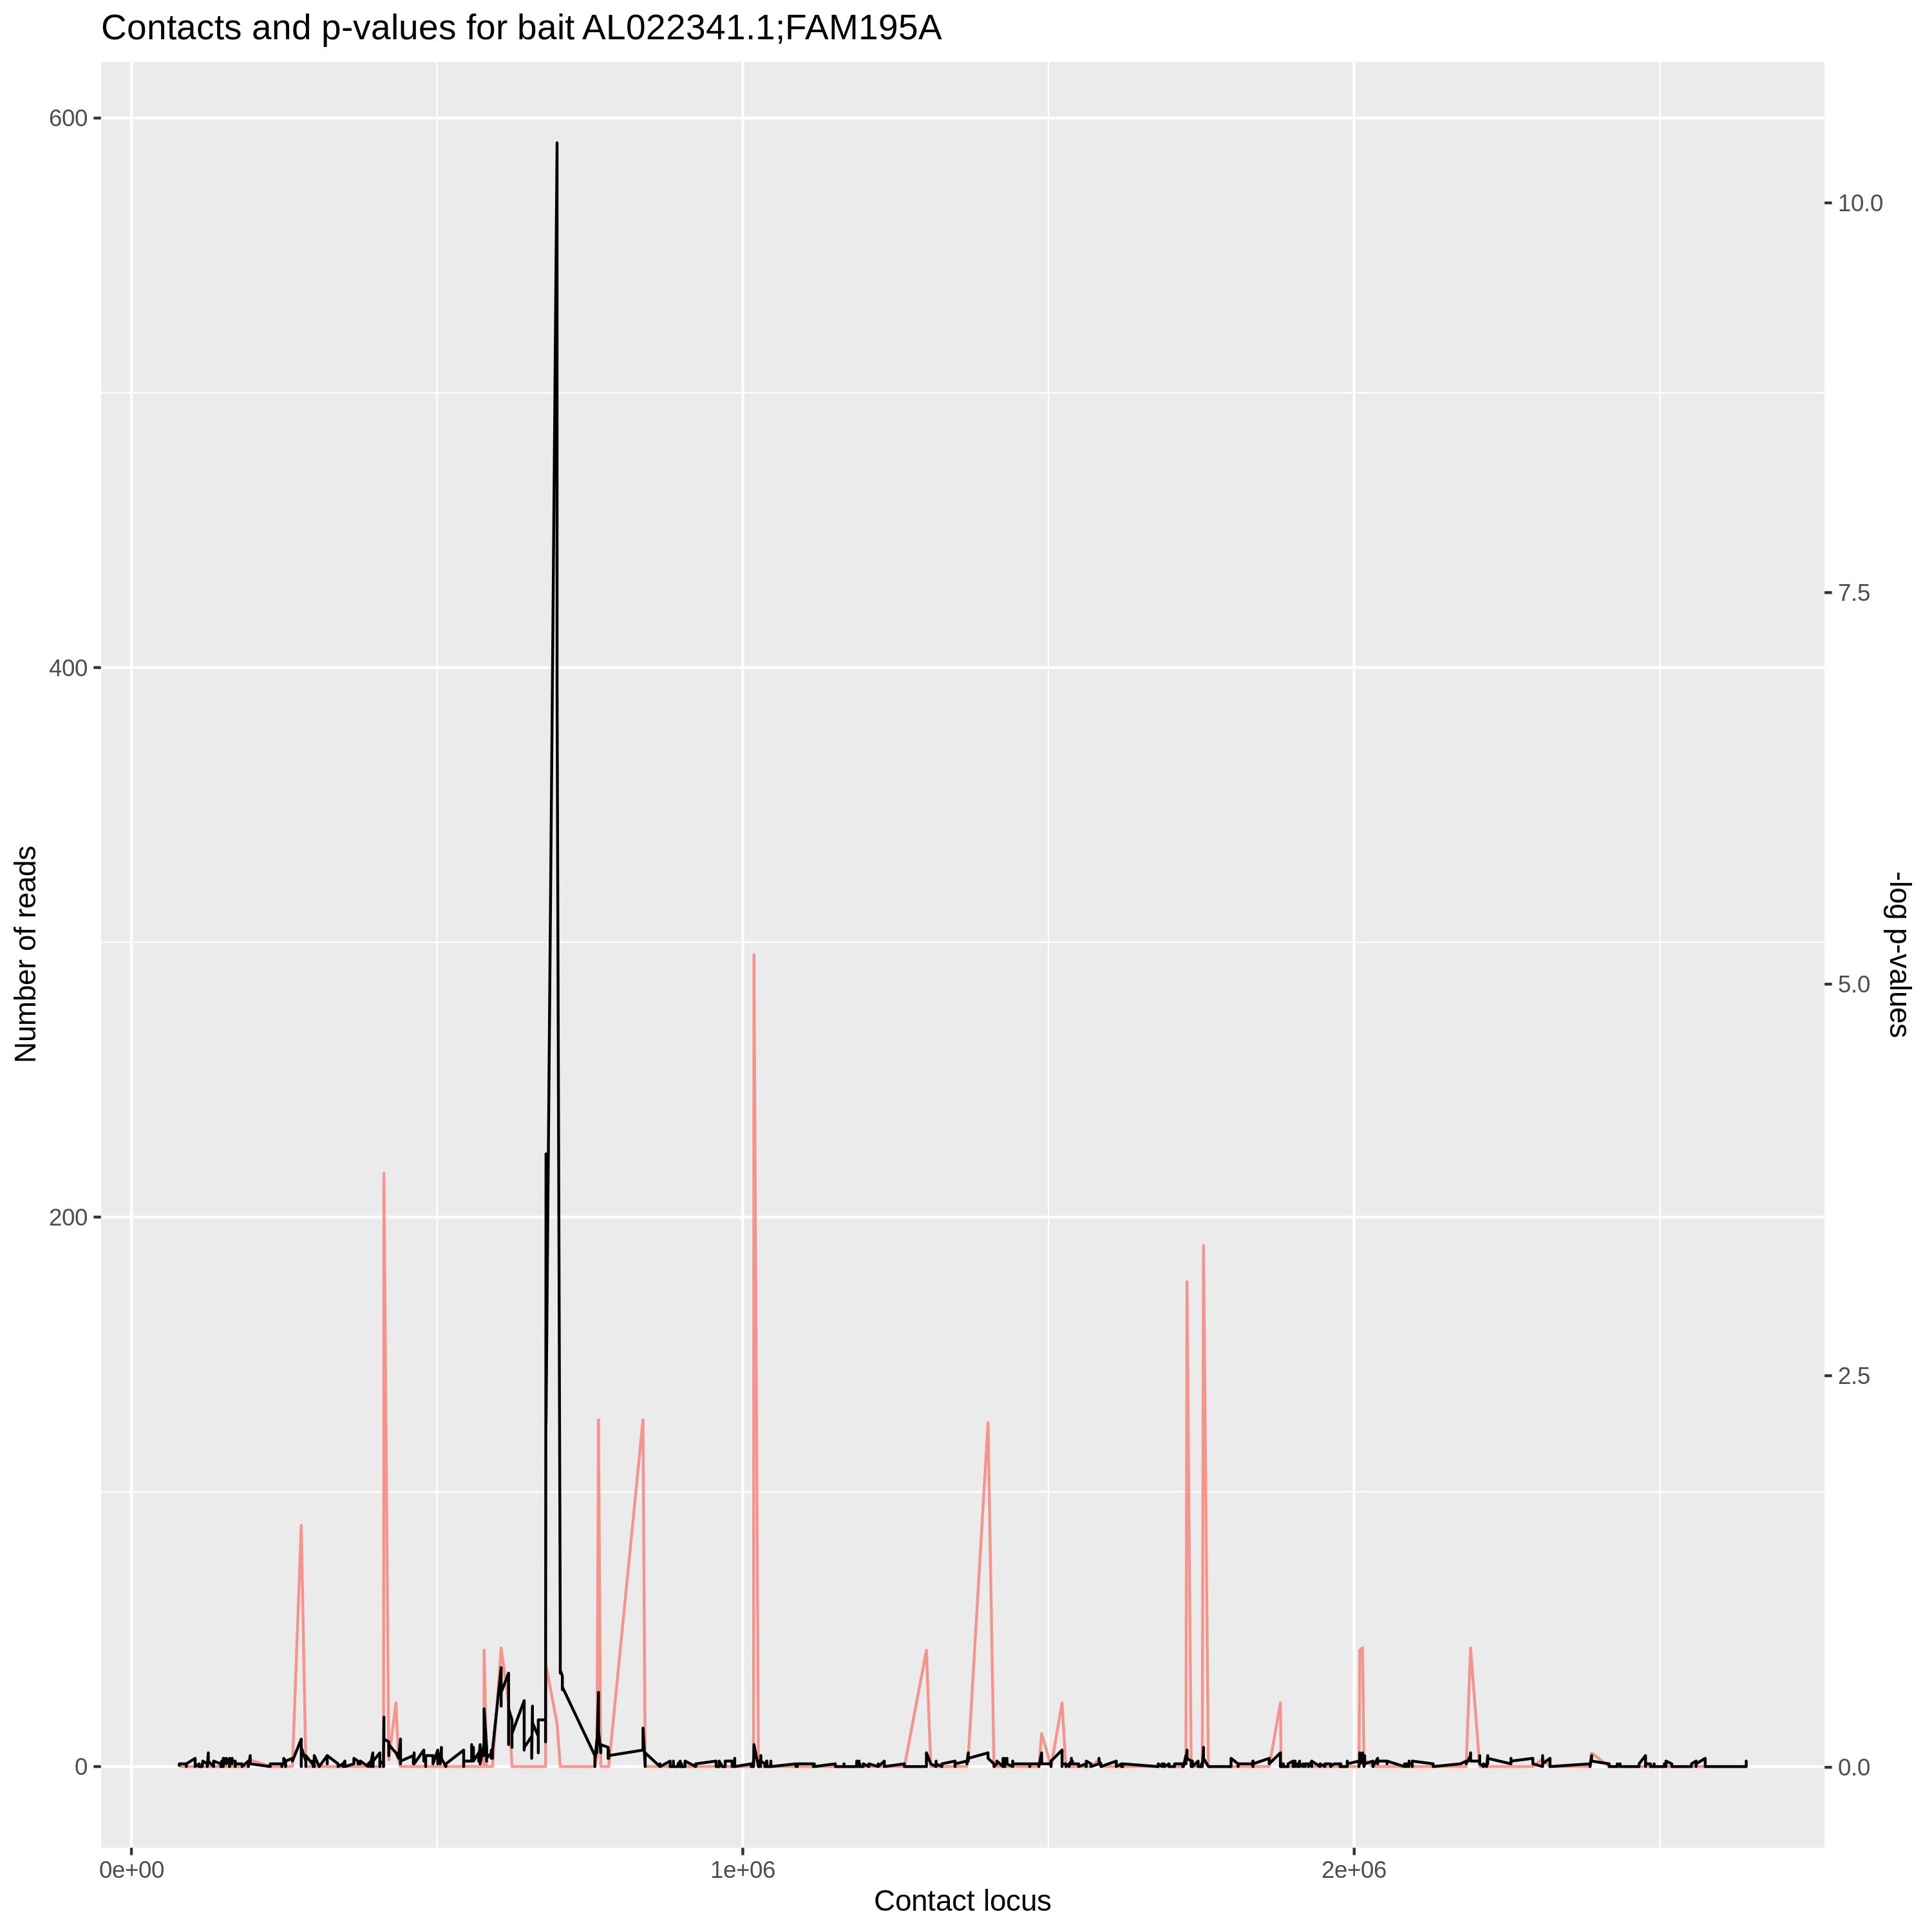 Contacts and p-values for bait AL022341.1;FAM195A
600
400
200
0
Number of reads
10.0
7.5
5.0
2.5
0.0
-log p-values
0e+00
1e+06
2e+06
Contact locus